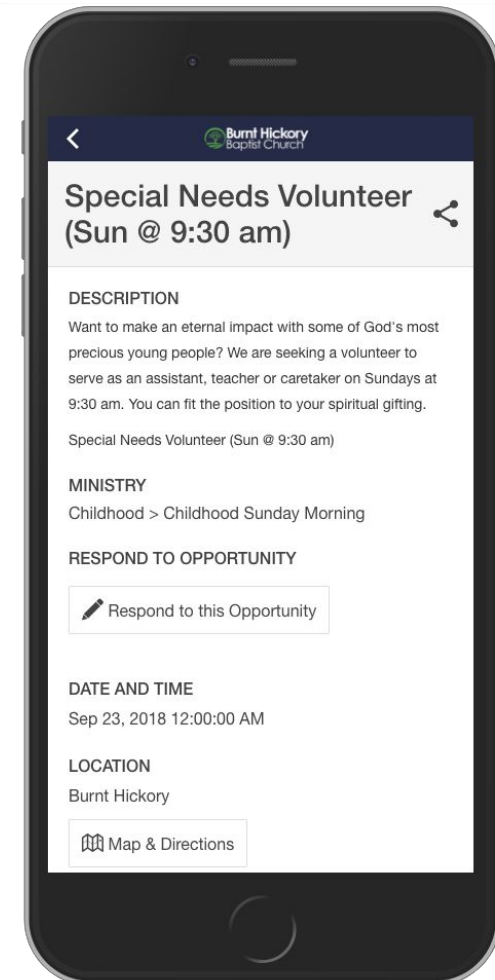 Burnt Hickory
Baptist Church
Special Needs Volunteer
(Sun @ 9:30 am)
DESCRIPTION
Want to make an eternal impact with some of God's most
precious young people? We are seeking a volunteer to
serve as an assistant, teacher or caretaker on Sundays at
9:30 am. You can fit the position to your spiritual gifting.
Special Needs Volunteer (Sun @ 9:30 am)
MINISTRY
Childhood > Childhood Sunday Morning
RESPOND TO OPPORTUNITY
Respond to this Opportunity
DATE AND TIME
Sep 23, 2018 12:00:00 AM
LOCATION
Burnt Hickory
Map & Directions